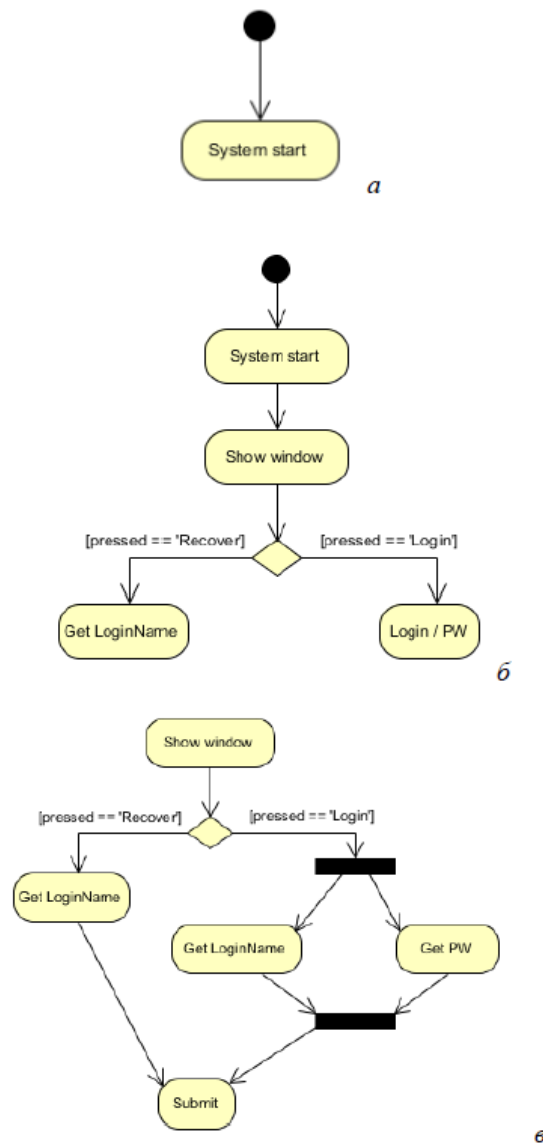 System start
а
System start
Show window
[pressed == 'Recover'] [pressed == 'Login']
Get LoginName Login / PW
б
Show window
[pressed == 'Recover'] [pressed == 'Login']
Get LoginName
Get LoginName Get PW
Submit
в